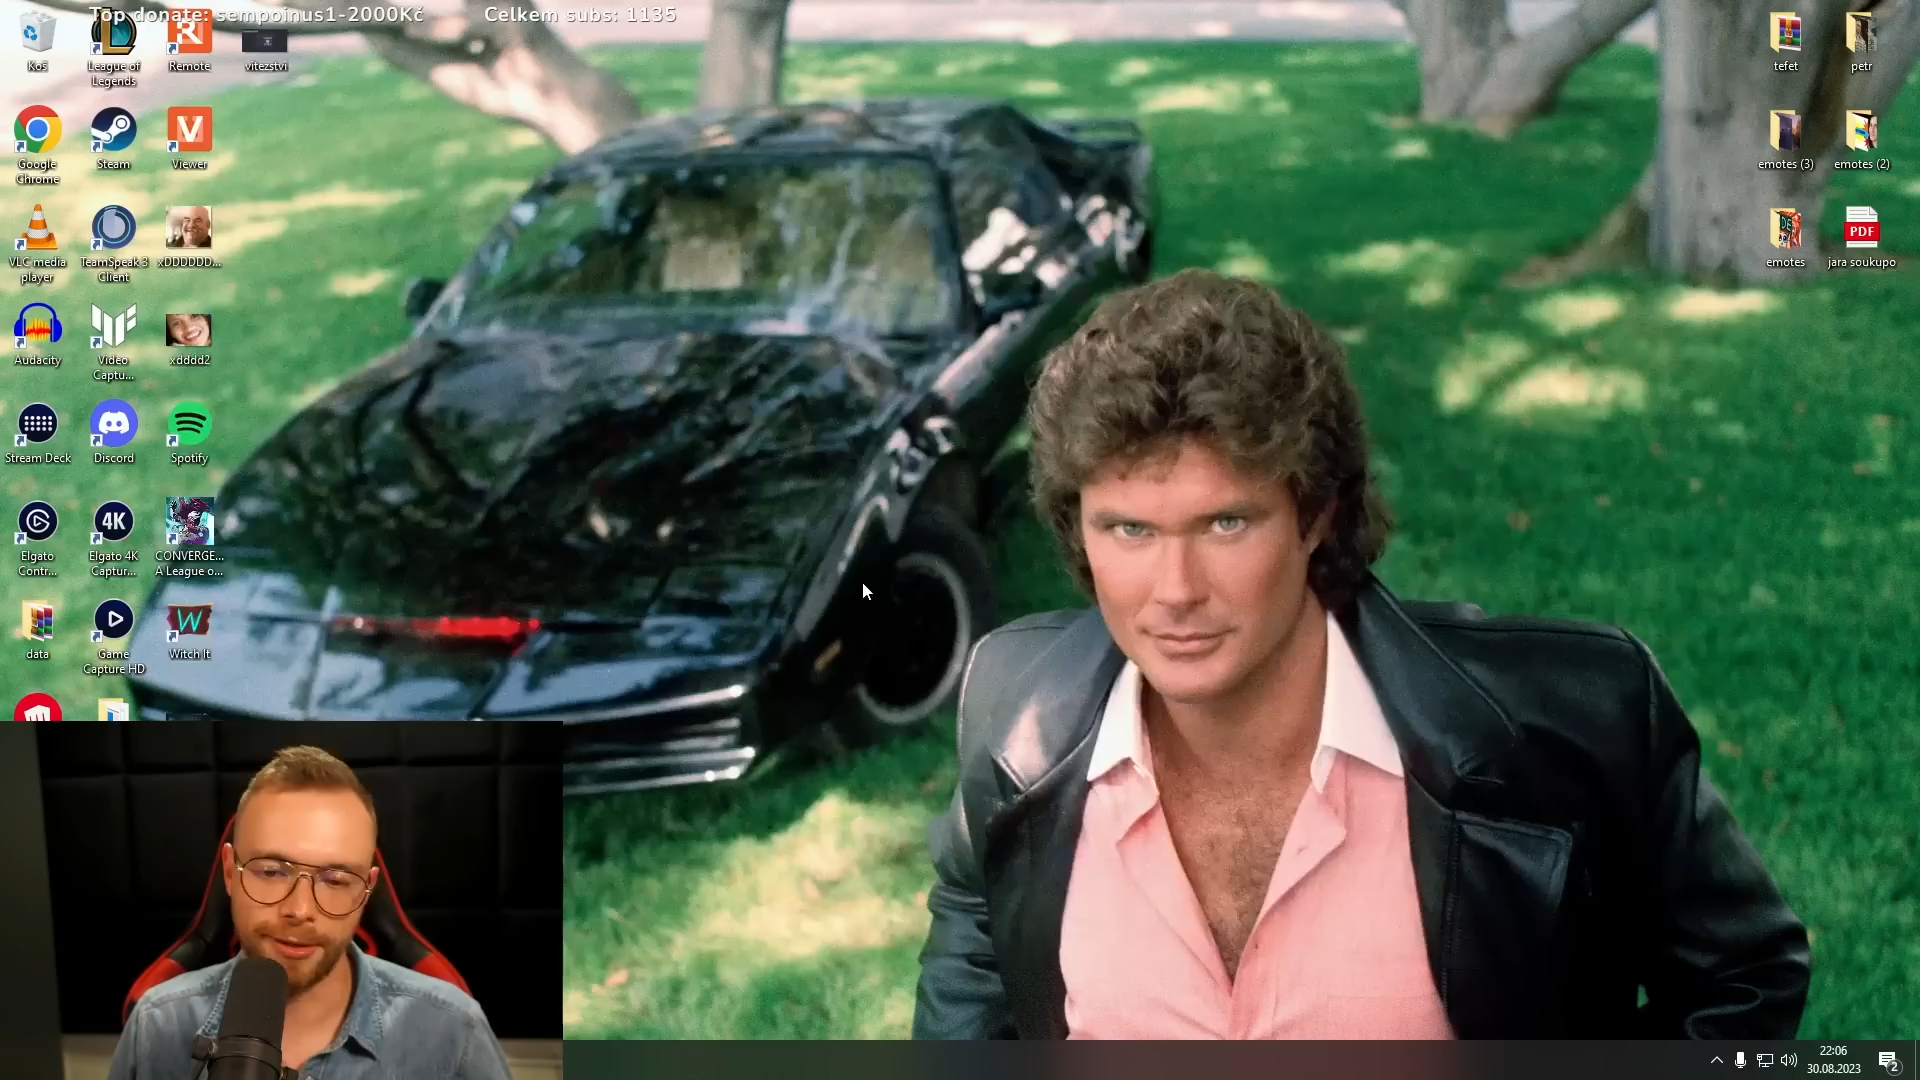 Top donate: sempoinus1-2000Kč
Celkem subs: 1135
Koš
League of
Legends
Remote
vitezstvi
Google
Chrome
Steam
Viewer
VLC media
player
TeamSpeak 3
Client
xDDDDDD...
Audacity
Video
Captu...
xdddd2
Stream Deck
Discord
Spotify
Elgato
Contr...
4K
Elgato 4K
Captur...
CONVERGE...
A League o...
data
Game
Capture HD
W
Witch It
tefet
petr
emotes (3)
emotes (2)
emotes
PDF
jara soukupo
22:06
30.08.2023
2